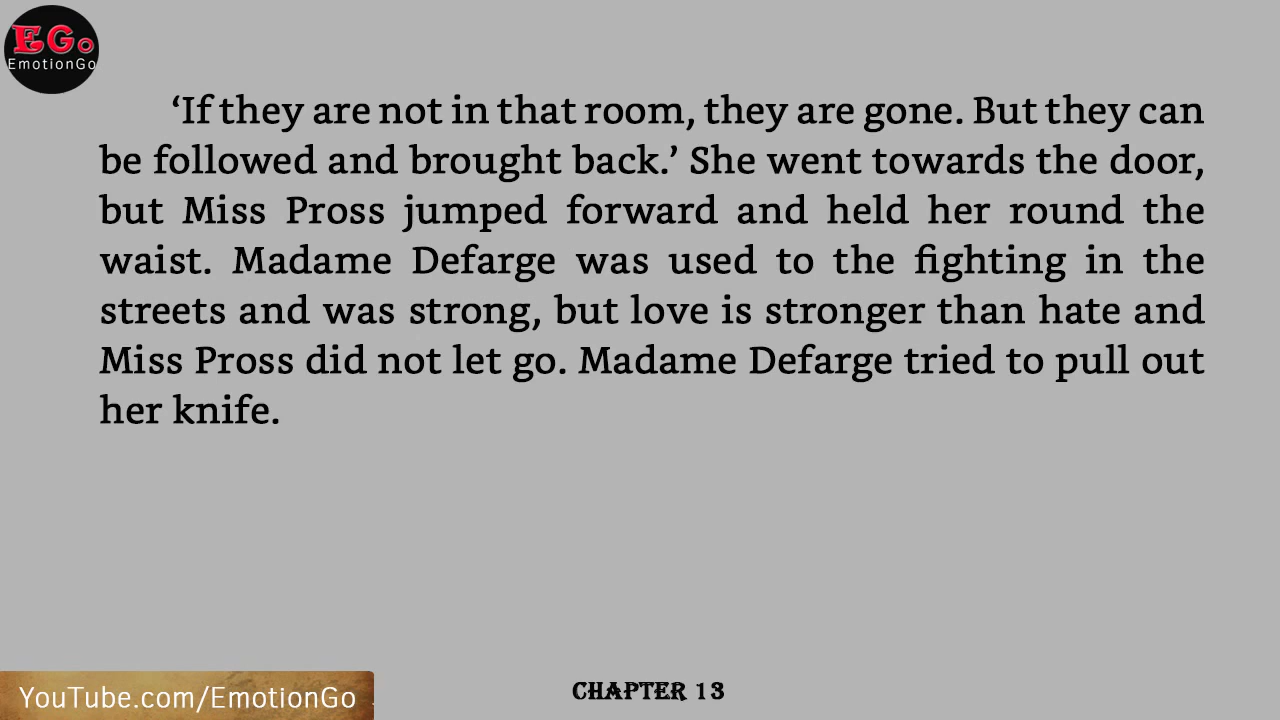 EGo
EmotionGo
‘If they are not in that room, they are gone. But they can
be followed and brought back.’ She went towards the door,
but Miss Pross jumped forward and held her round the
waist. Madame Defarge was used to the fighting in the
streets and was strong, but love is stronger than hate and
Miss Pross did not let go. Madame Defarge tried to pull out
her knife.
YouTube.com/EmotionGo
CHAPTER 13